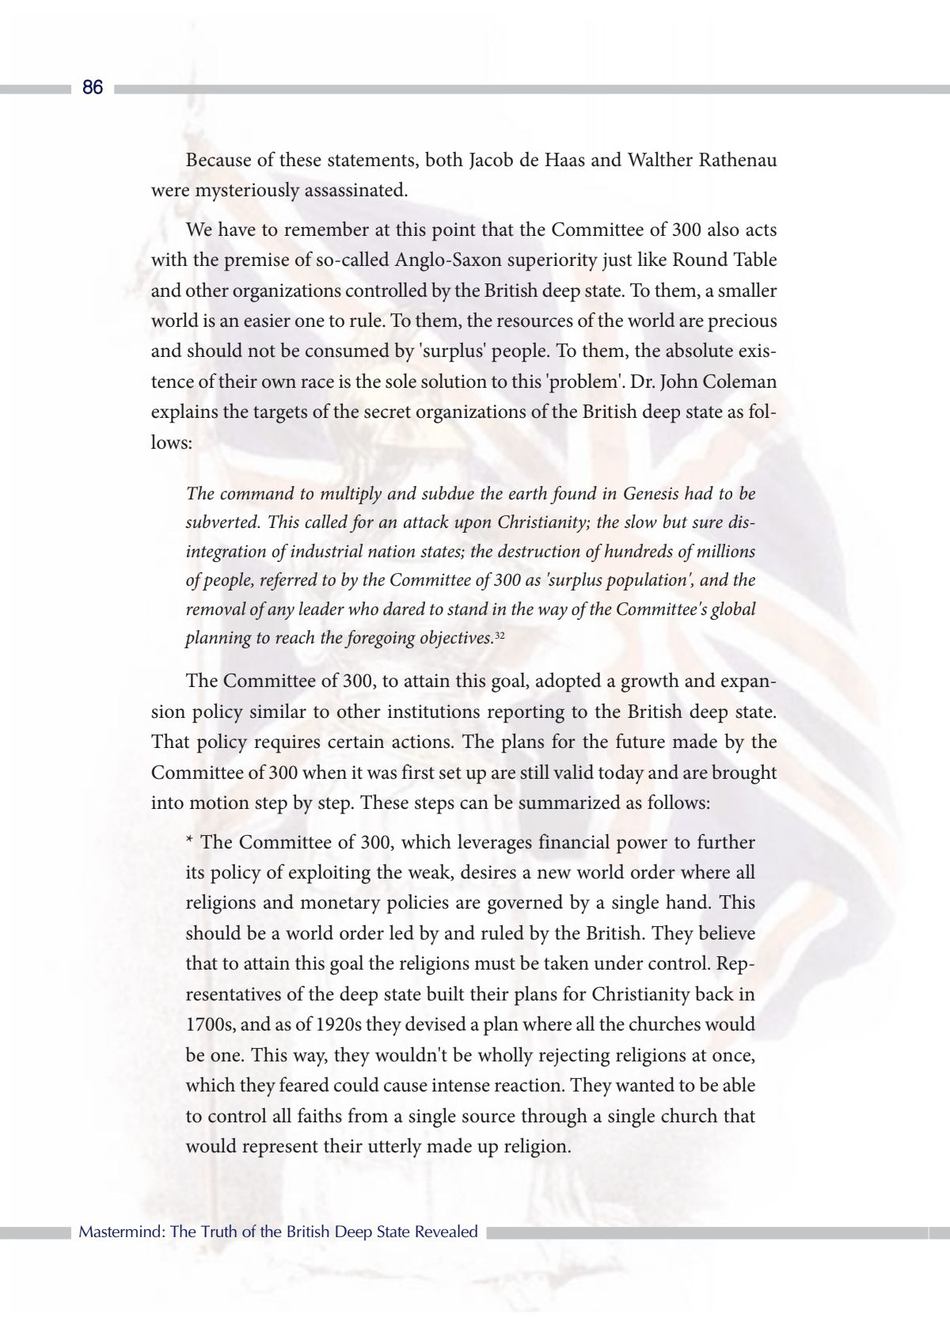 86
Because of these statements, both Jacob de Haas and Walther Rathenau
were mysteriously assassinated.
We have to remember at this point that the Committee of 300 also acts
with the premise of so-called Anglo-Saxon superiority just like Round Table
and other organizations controlled by the British deep state. To them, a smaller
world is an easier one to rule. To them, the resources of the world are precious
and should not be consumed by 'surplus' people. To them, the absolute exis-
tence of their own race is the sole solution to this 'problem'. Dr. John Coleman
explains the targets of the secret organizations of the British deep state as fol-
lows:
The command to multiply and subdue the earth found in Genesis had to be
subverted. This called for an attack upon Christianity; the slow but sure dis-
integration of industrial nation states; the destruction of hundreds of millions
of people, referred to by the Committee of 300 as 'surplus population', and the
removal of any leader who dared to stand in the way of the Committee's global
planning to reach the foregoing objectives.32
The Committee of 300, to attain this goal, adopted a growth and expan-
sion policy similar to other institutions reporting to the British deep state.
That policy requires certain actions. The plans for the future made by the
Committee of 300 when it was first set up are still valid today and are brought
into motion step by step. These steps can be summarized as follows:
* The Committee of 300, which leverages financial power to further
its policy of exploiting the weak, desires a new world order where all
religions and monetary policies are governed by a single hand. This
should be a world order led by and ruled by the British. They believe
that to attain this goal the religions must be taken under control. Rep-
resentatives of the deep state built their plans for Christianity back in
1700s, and as of 1920s they devised a plan where all the churches would
be one. This way, they wouldn't be wholly rejecting religions at once,
which they feared could cause intense reaction. They wanted to be able
to control all faiths from a single source through a single church that
would represent their utterly made up religion.
Mastermind: The Truth of the British Deep State Revealed